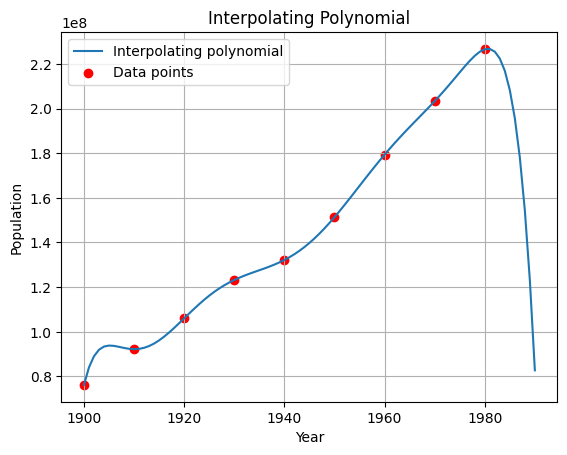 Interpolating Polynomial
1e8
Interpolating polynomial
Data points
2.2
2.0
1.8
1.6
1.4
1.2
1.0
0.8
Population
1900
1920
1940
1960
1980
Year